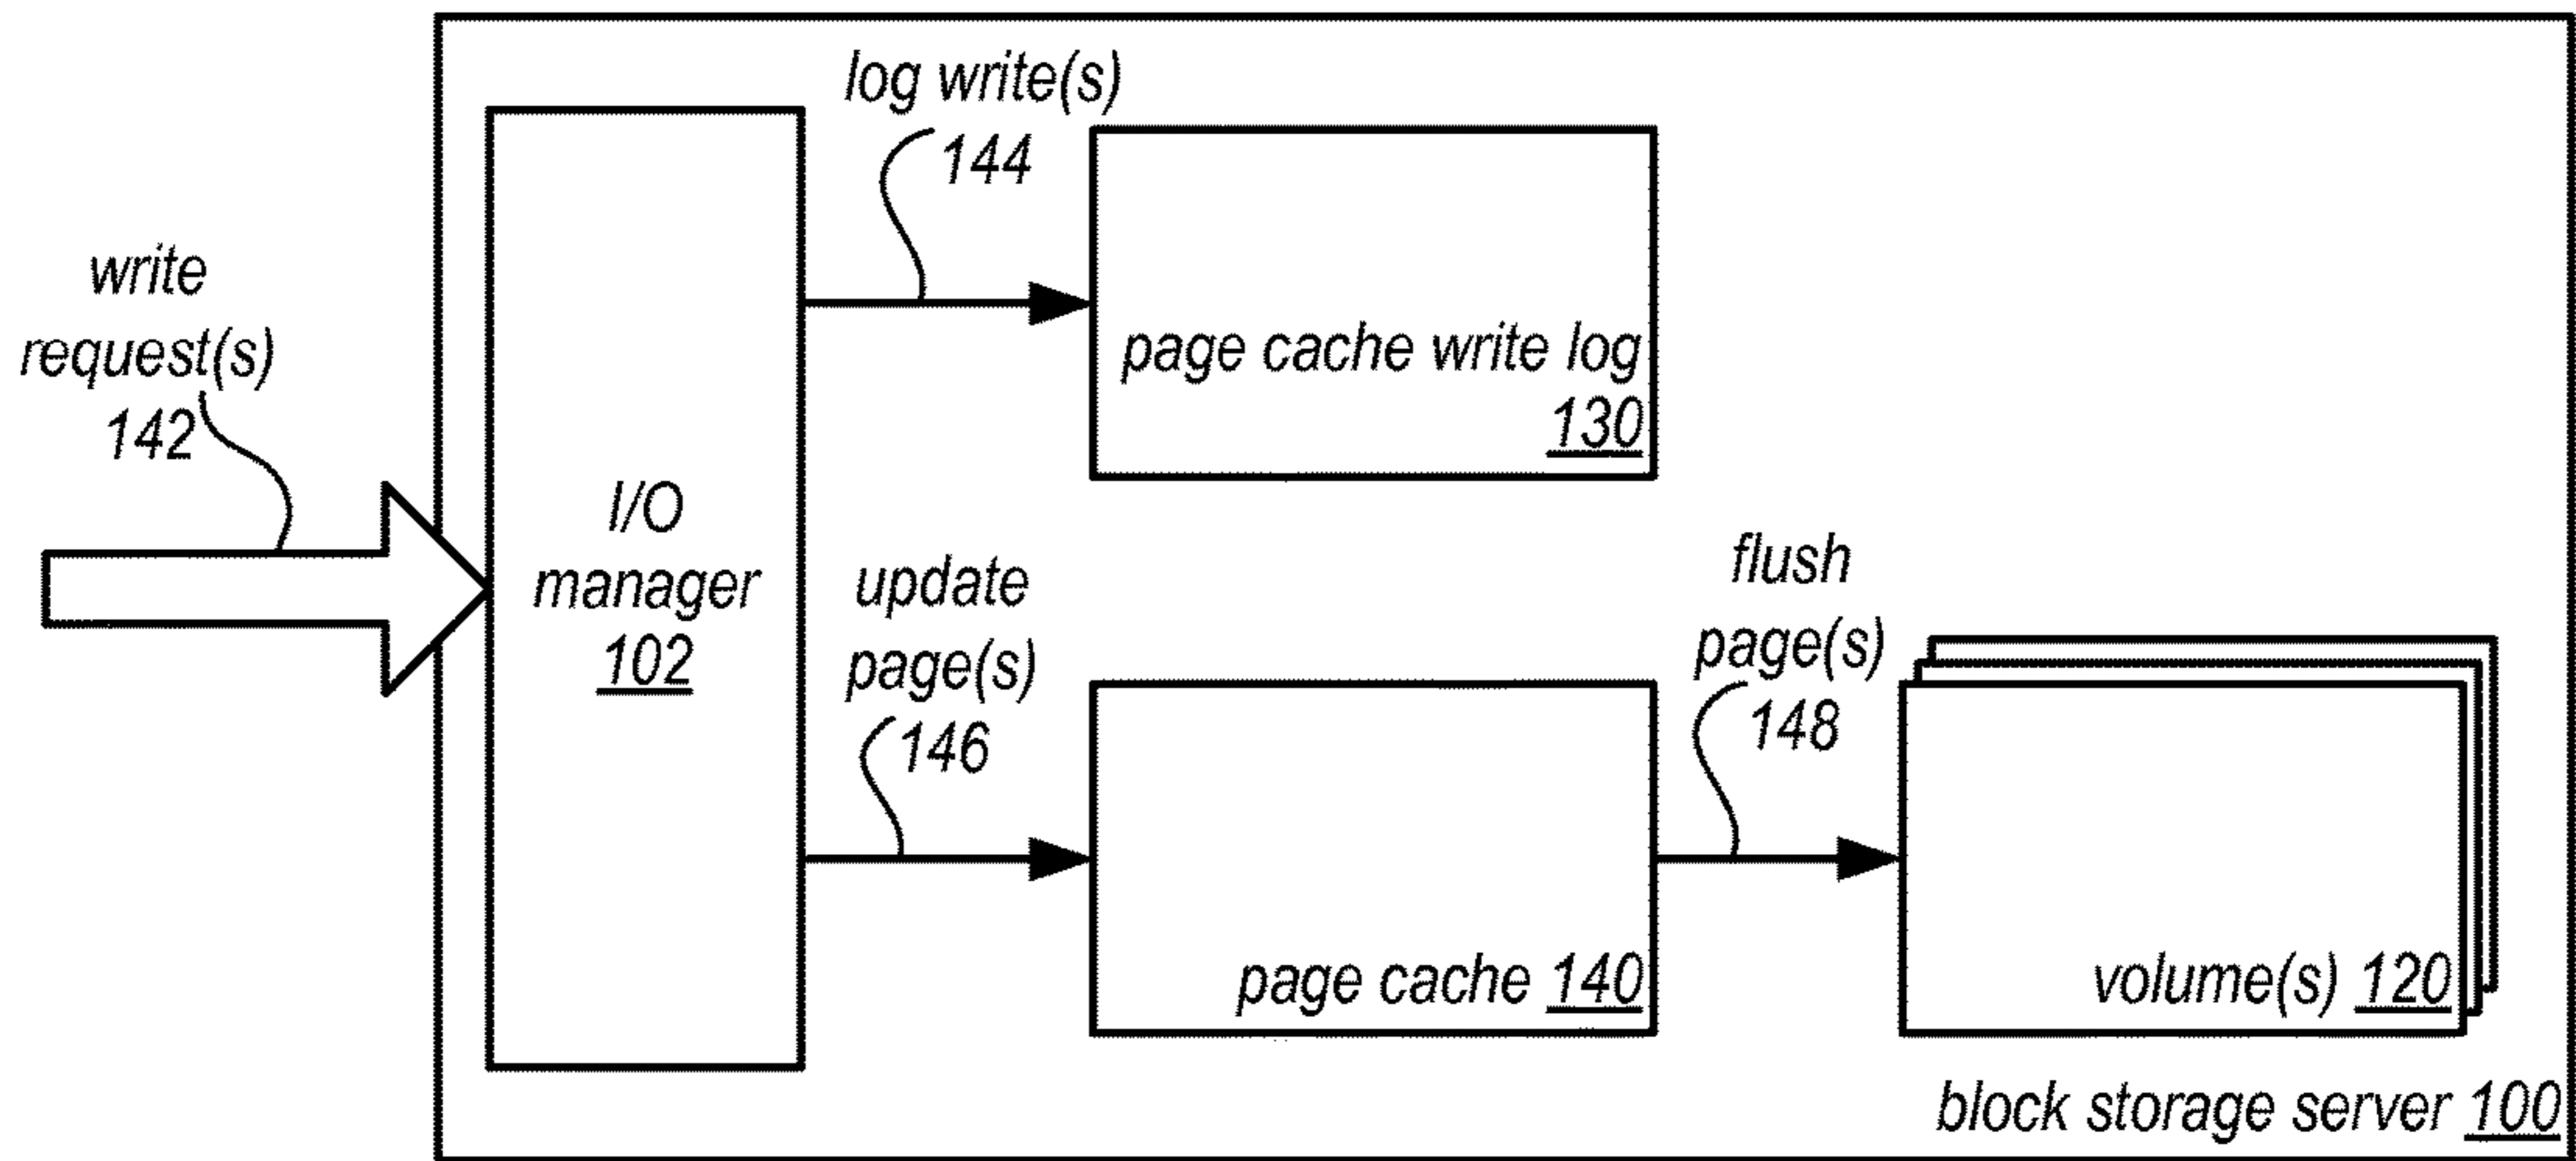 log write(s)
144
write
request(s)
142
page cache write log
130
I/O
manager
102
update
page(s)
146
flush
page(s)
148
page cache 140
volume(s) 120
block storage server 100